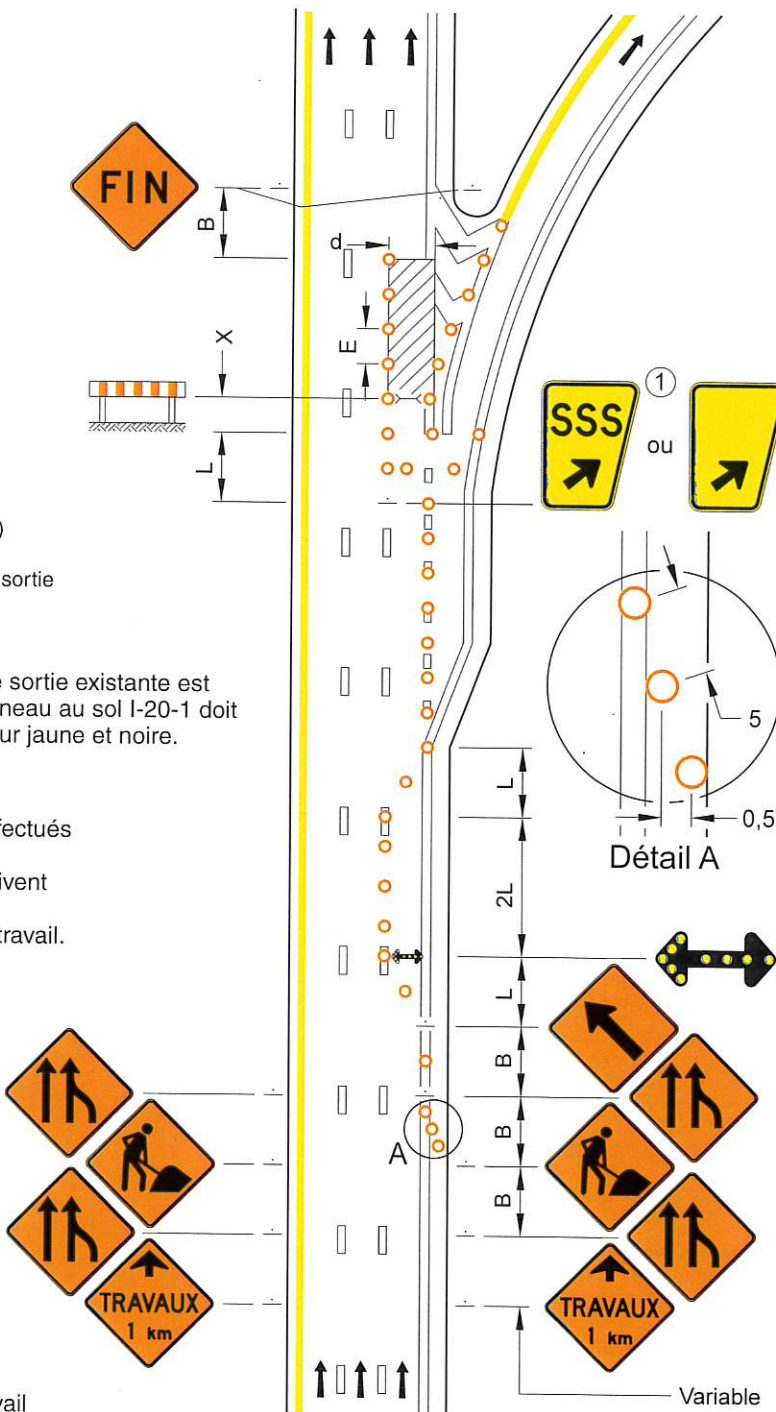 FIN
B
d
E
X
L
SSS
1
ou
)
sortie
sortie existante est
neau au sol I-20-1 doit
ur jaune et noire.
fectués
ivent
travail.
5
0,5
Détail A
L
2L
L
B
B
B
A
TRAVAUX
1 km
TRAVAUX
1 km
Variable
vail